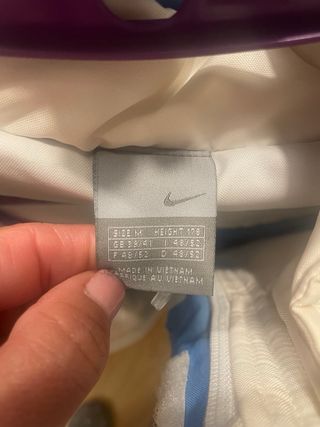 SIZE M HEIGHT 178
GB 38/41 I 48/52
F 48/52 D 48/52
MADE IN VIETNAM
FABRIQUE AU VIETNAM